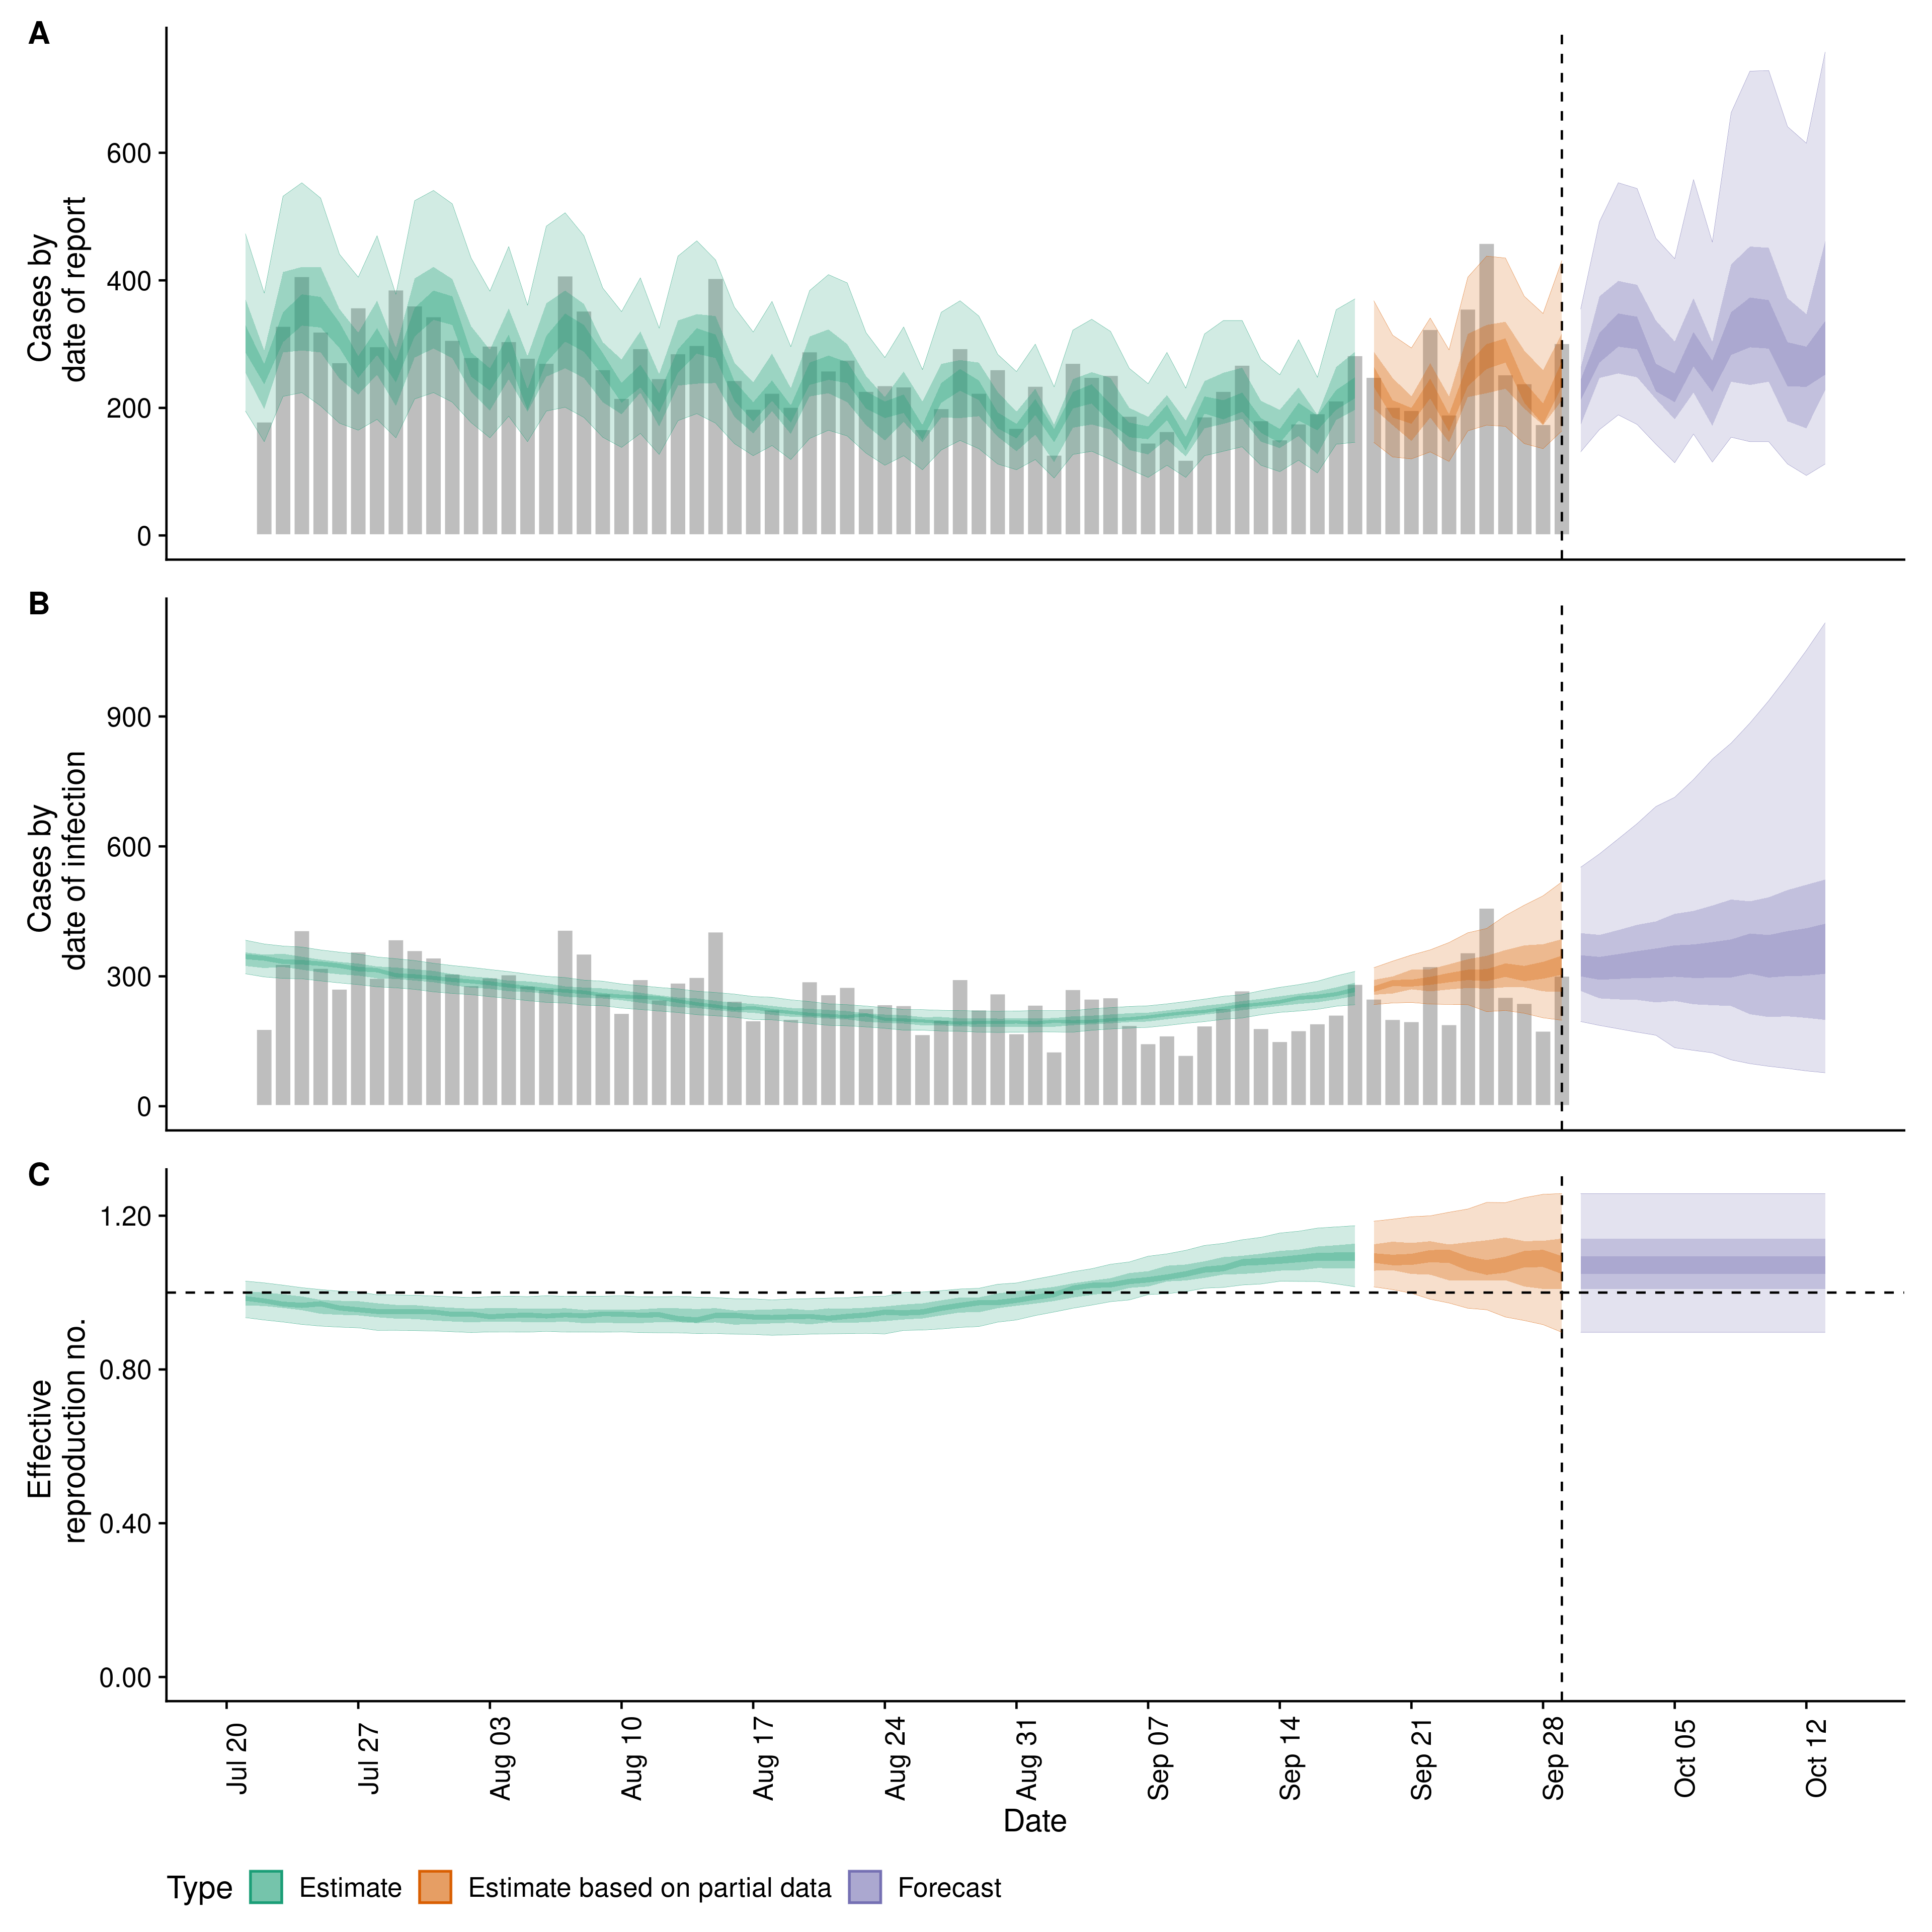 A
Cases by
date of report
600
400
200
0
B
Cases by
date of infection
900
600
300
0
C
Effective
reproduction no.
1.20
0.80
0.40
0.00
Jul 20
Jul 27
Aug 03
Aug 10
Aug 17
Aug 24
Aug 31
Sep 07
Sep 14
Sep 21
Sep 28
Oct 05
Oct 12
Date
Type Estimate Estimate based on partial data Forecast